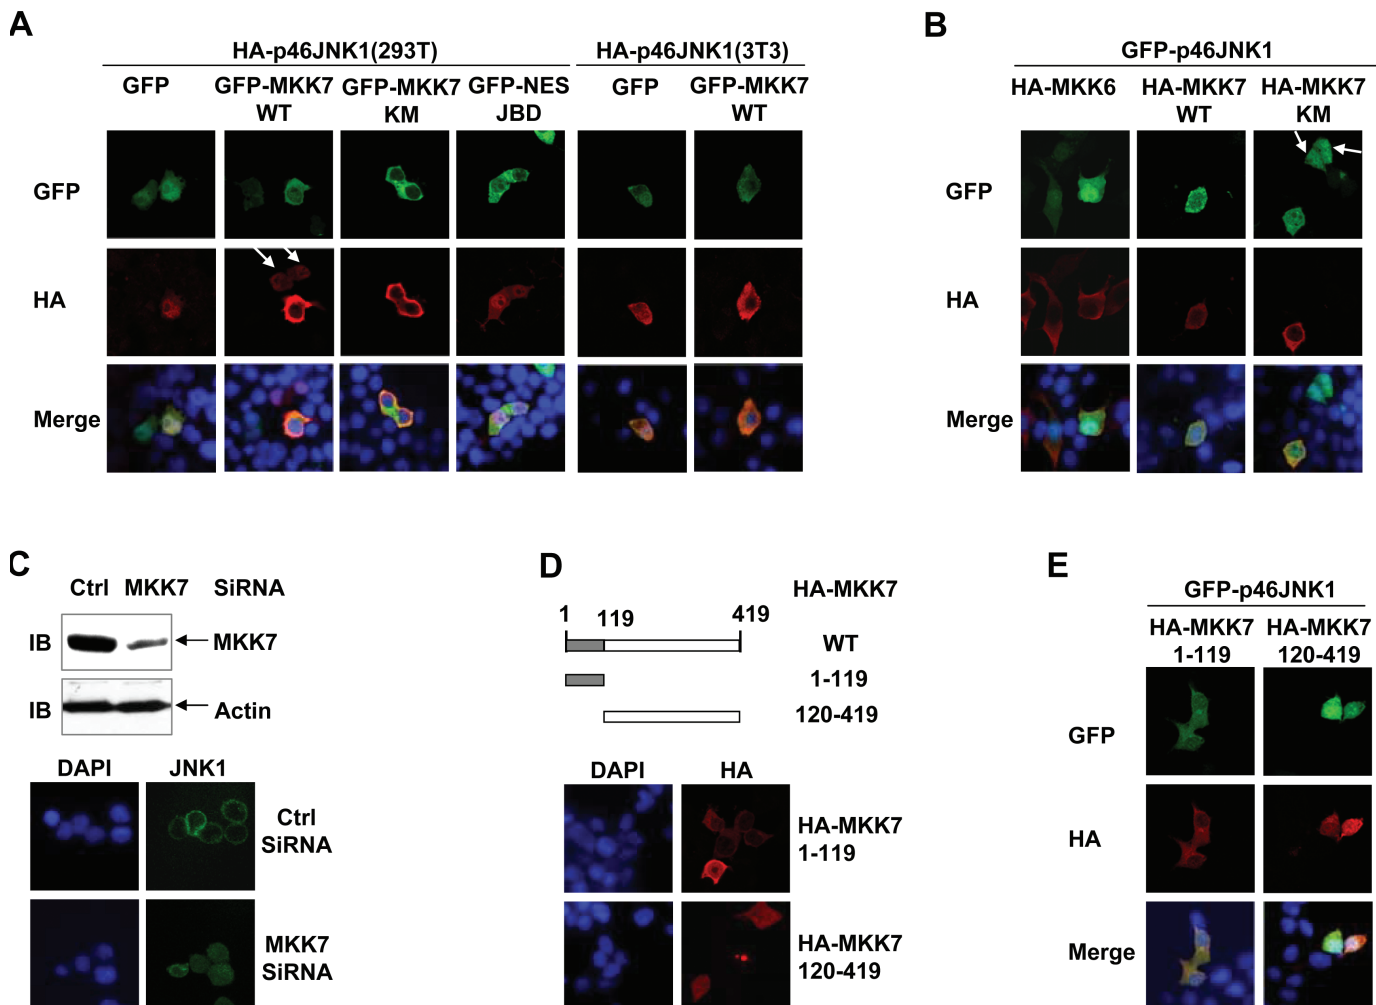 A
HA-p46JNK1(293T)
HA-p46JNK1(3T3)
GFP
GFP-MKK7
WT
GFP-MKK7
KM
GFP-NES
JBD
GFP
GFP-MKK7
WT
GFP
HA
Merge
B
GFP-p46JNK1
HA-MKK6
HA-MKK7
WT
HA-MKK7
KM
GFP
HA
Merge
C
Ctrl MKK7 SiRNA
IB MKK7
IB Actin
DAPI JNK1
Ctrl
SiRNA
MKK7
SiRNA
D
HA-MKK7
1 119 419
WT
1-119
120-419
DAPI HA
HA-MKK7
1-119
HA-MKK7
120-419
E
GFP-p46JNK1
HA-MKK7
1-119
HA-MKK7
120-419
GFP
HA
Merge